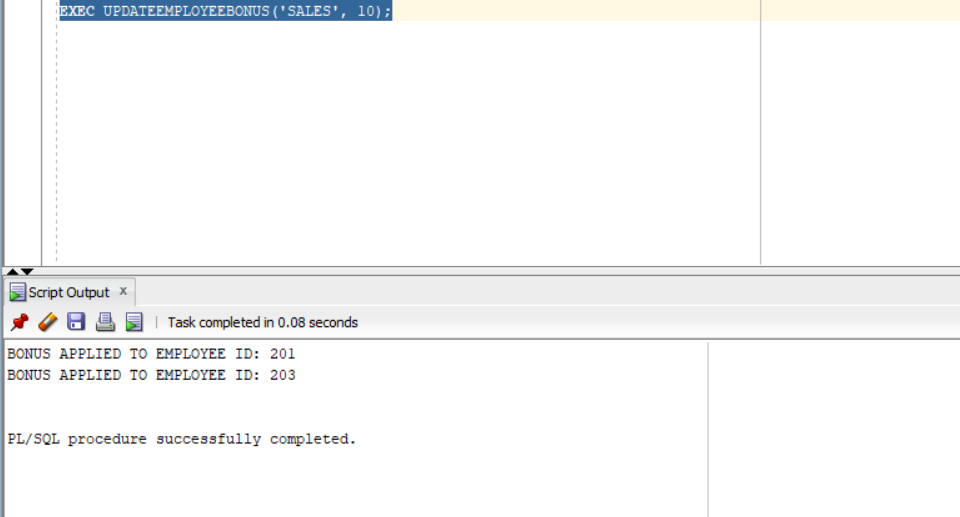 EXEC UPDATEEMPLOYEEBONUS('SALES', 10);
Script Output x
Task completed in 0.08 seconds
BONUS APPLIED TO EMPLOYEE ID: 201
BONUS APPLIED TO EMPLOYEE ID: 203
PL/SQL procedure successfully completed.